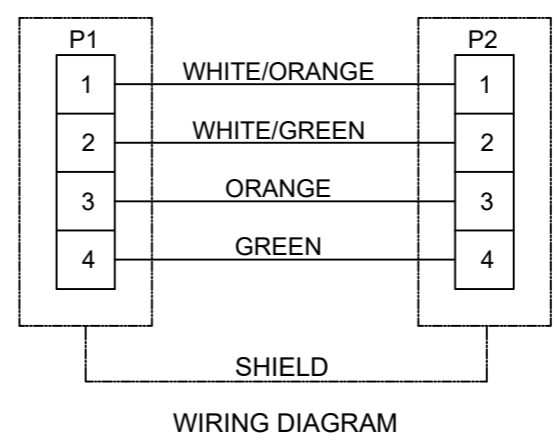 P1 P2
1 WHITE/ORANGE 1
2 WHITE/GREEN 2
3 ORANGE 3
4 GREEN 4
SHIELD
WIRING DIAGRAM